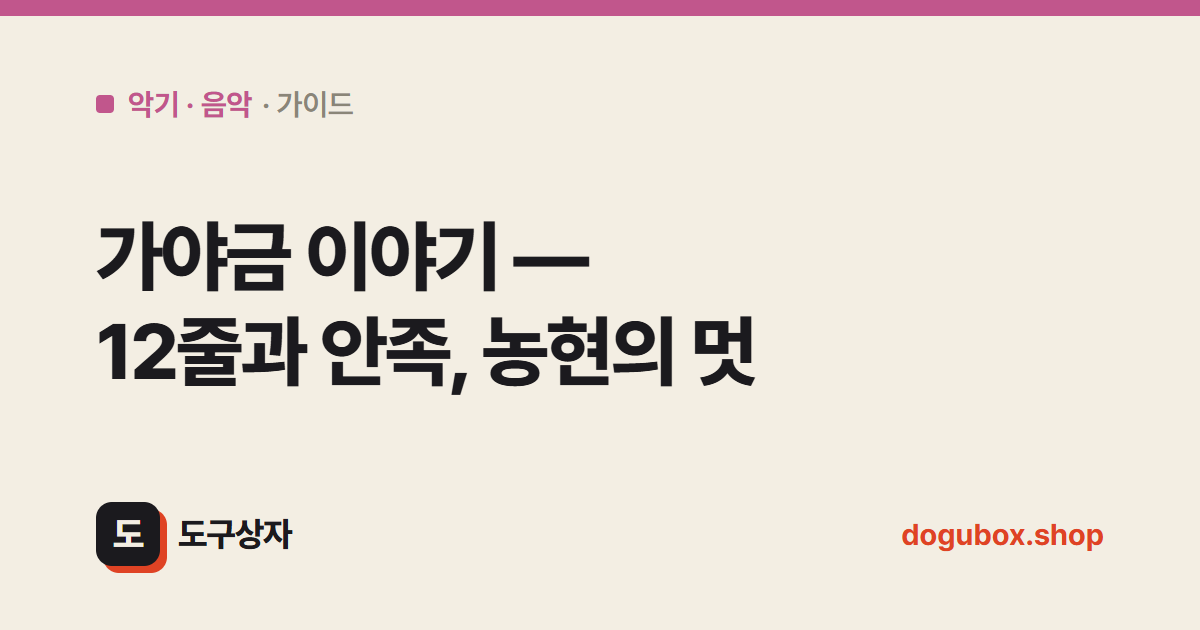 악기 · 음악 · 가이드
가야금 이야기 —
12줄과 안족, 농현의 멋
도 도구상자
dogubox.shop